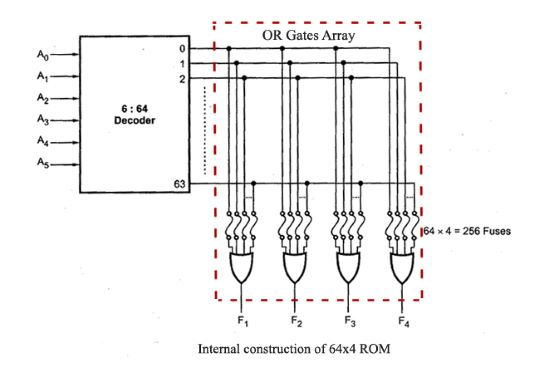 OR Gates Array
0
1
2
63
A₀
A₁
A₂
A₃
A₄
A₅
6 : 64
Decoder
64 × 4 = 256 Fuses
F₁ F₂ F₃ F₄
Internal construction of 64x4 ROM